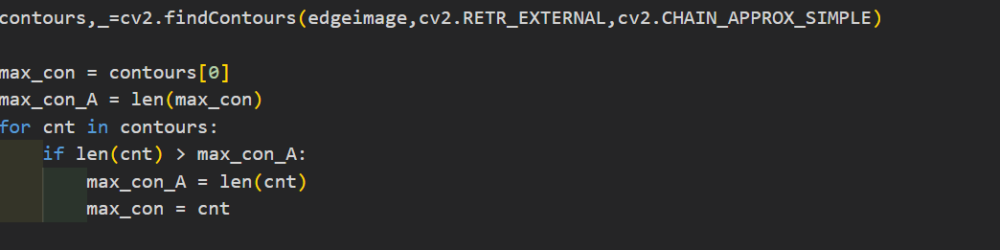 contours,_=cv2.findContours(edgeimage,cv2.RETR_EXTERNAL,cv2.CHAIN_APPROX_SIMPLE)
max_con = contours[0]
max_con_A = len(max_con)
for cnt in contours:
if len(cnt) > max_con_A:
max_con_A = len(cnt)
max_con = cnt